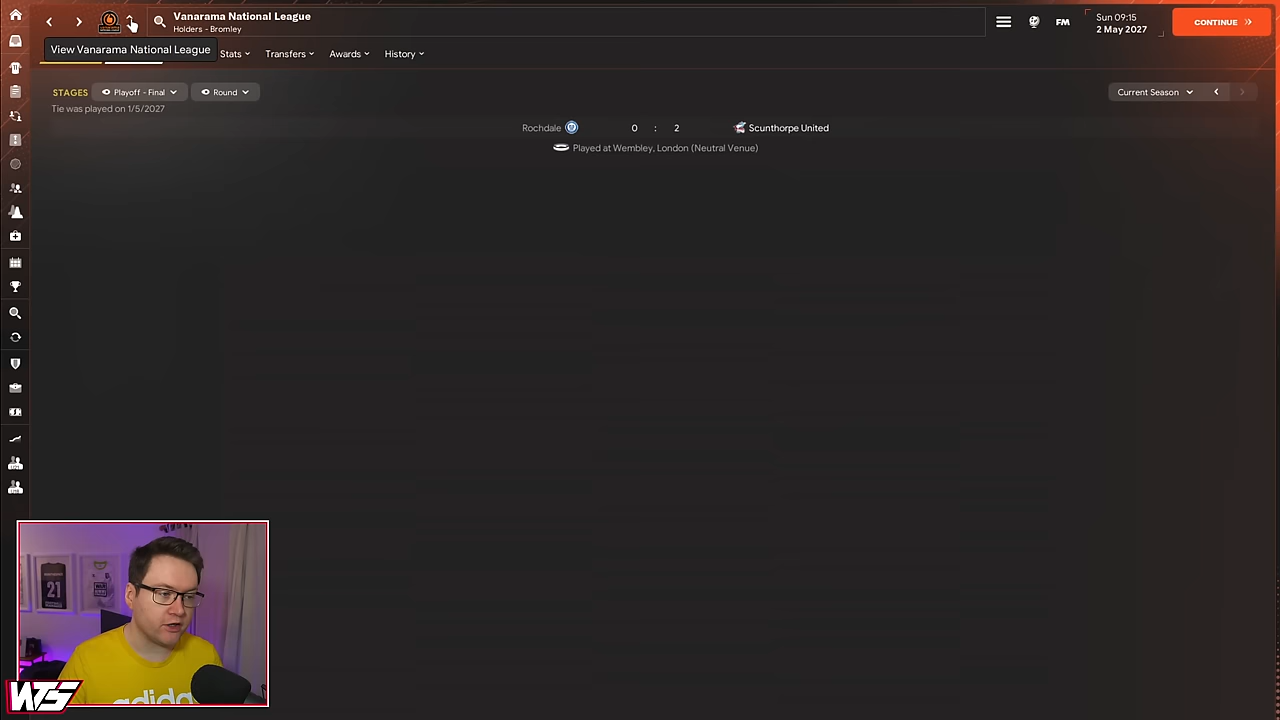 Vanarama National League
Holders - Bromley
FM
Sun 09:15
2 May 2027
CONTINUE
View Vanarama National League
Stats
Transfers
Awards
History
STAGES
Playoff - Final
Round
Current Season
Tie was played on 1/5/2027
Rochdale 0 : 2 Scunthorpe United
Played at Wembley, London (Neutral Venue)
21
adidas
WTS